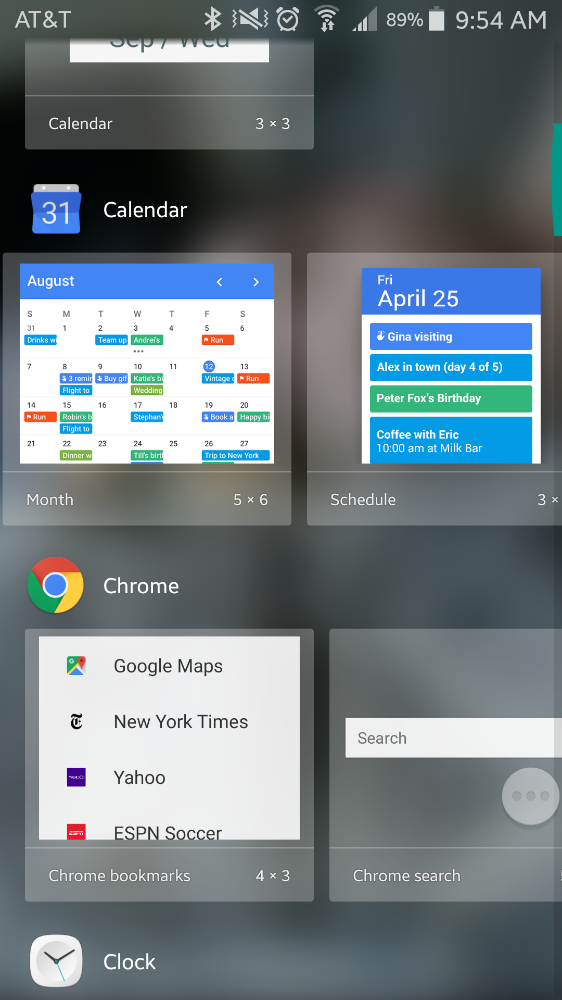 AT&T 89% 9:54 AM
Sep / Wed
Calendar 3 × 3
31 Calendar
August
S M T W T F S
31 1 2 3 4 5 6
Drinks wi Team up Andrei's Run
7 8 9 10 11 12 13
3 remin Buy gif Katie's bi Vintage Run
Flight to Wedding
14 15 16 17 18 19 20
Run Robin's b Stephan's Book a Happy bi
Flight to
21 22 23 24 25 26 27
Dinner w Till's birth Trip to New York
Month 5 × 6
Fri
April 25
Gina visiting
Alex in town (day 4 of 5)
Peter Fox's Birthday
Coffee with Eric
10:00 am at Milk Bar
Schedule 3 ×
Chrome
Google Maps
New York Times
YAHOO! Yahoo
ESPN ESPN Soccer
Chrome bookmarks 4 × 3
Search
Chrome search
Clock